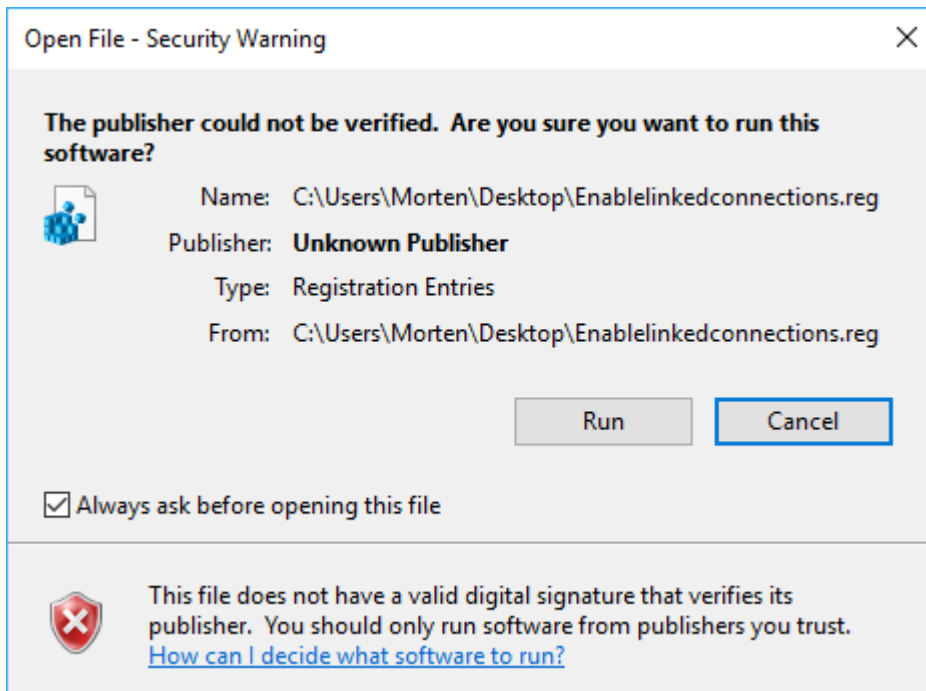 Open File - Security Warning
The publisher could not be verified.  Are you sure you want to run this
software?
Name: C:\Users\Morten\Desktop\Enablelinkedconnections.reg
Publisher: Unknown Publisher
Type: Registration Entries
From: C:\Users\Morten\Desktop\Enablelinkedconnections.reg
Run Cancel
Always ask before opening this file
This file does not have a valid digital signature that verifies its
publisher.  You should only run software from publishers you trust.
How can I decide what software to run?